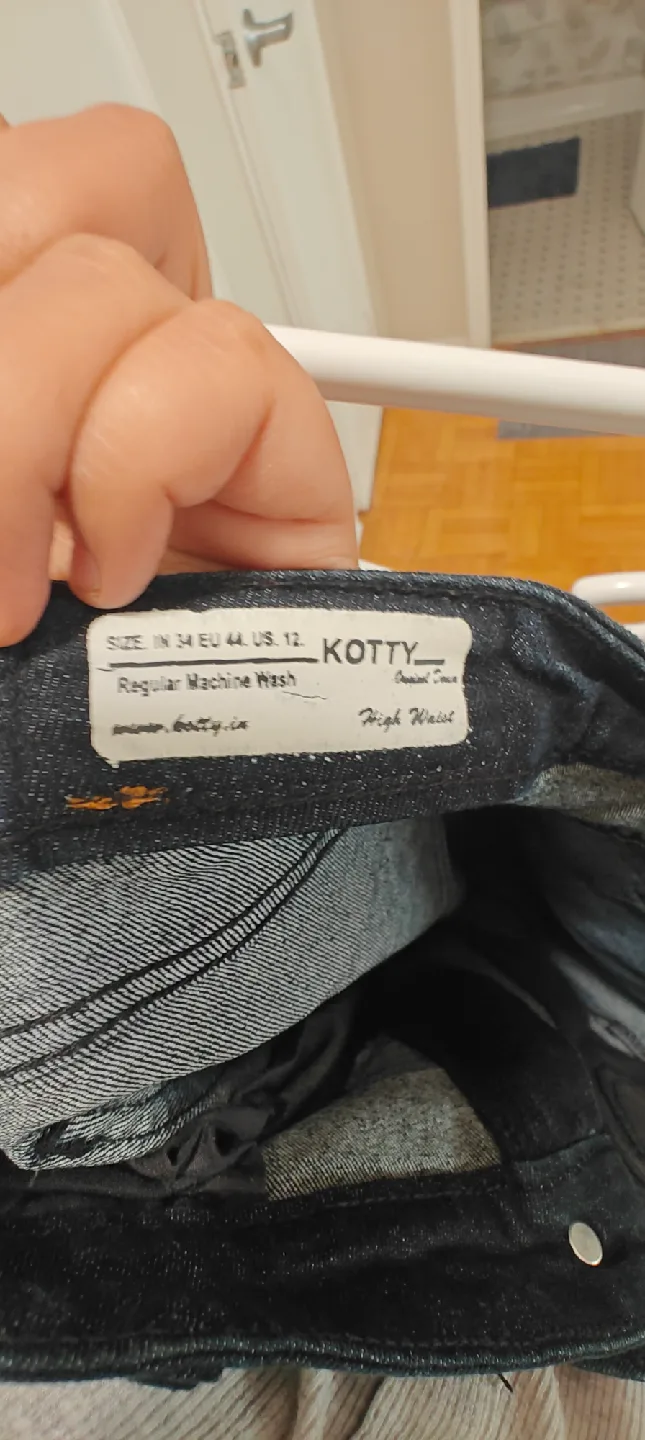 SIZE. IN 34 EU 44. US. 12.
KOTTY
Regular Machine Wash
www.kotty.in
High Waist